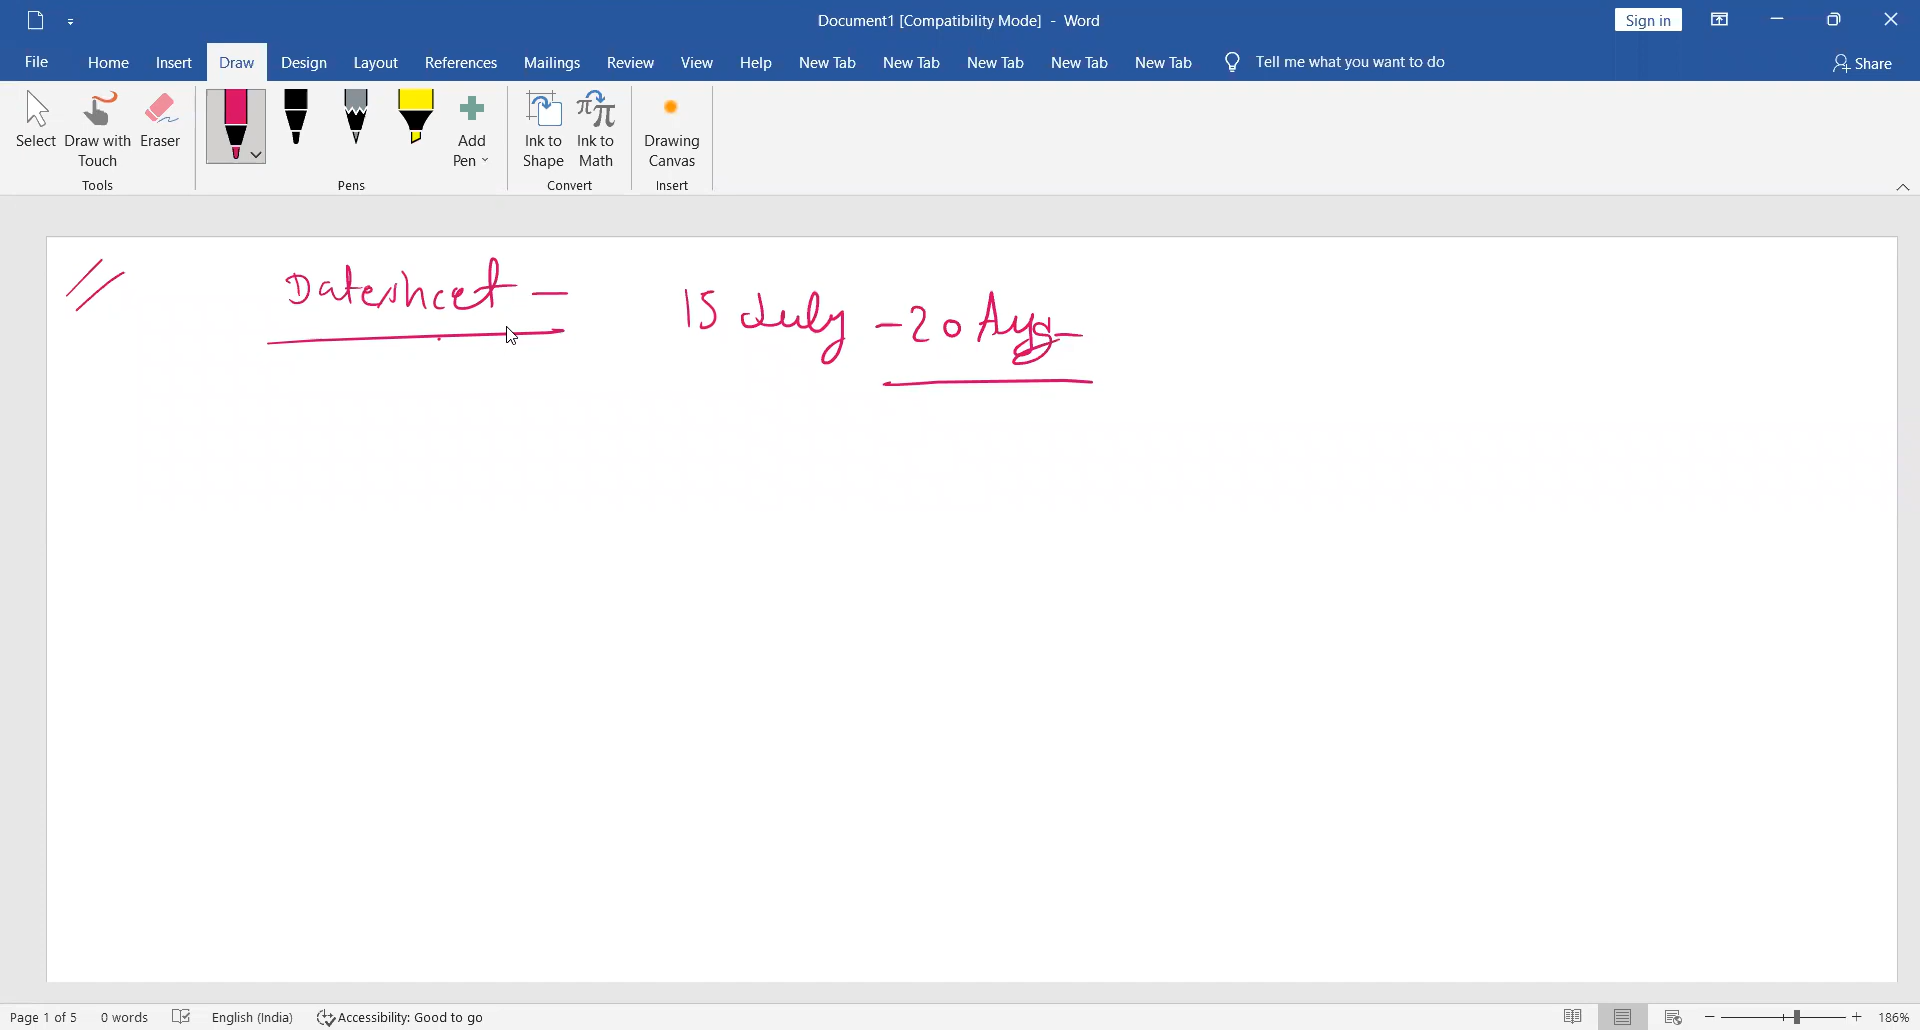 Document1 [Compatibility Mode] - Word
Sign in
File Home Insert Draw Design Layout References Mailings Review View Help New Tab New Tab New Tab New Tab New Tab Tell me what you want to do Share
Select Draw with Touch Eraser Add Pen Ink to Shape Ink to Math Drawing Canvas
Tools Pens Convert Insert
Datesheet – 15 July – 20 Aug –
Page 1 of 5 0 words English (India) Accessibility: Good to go 186%